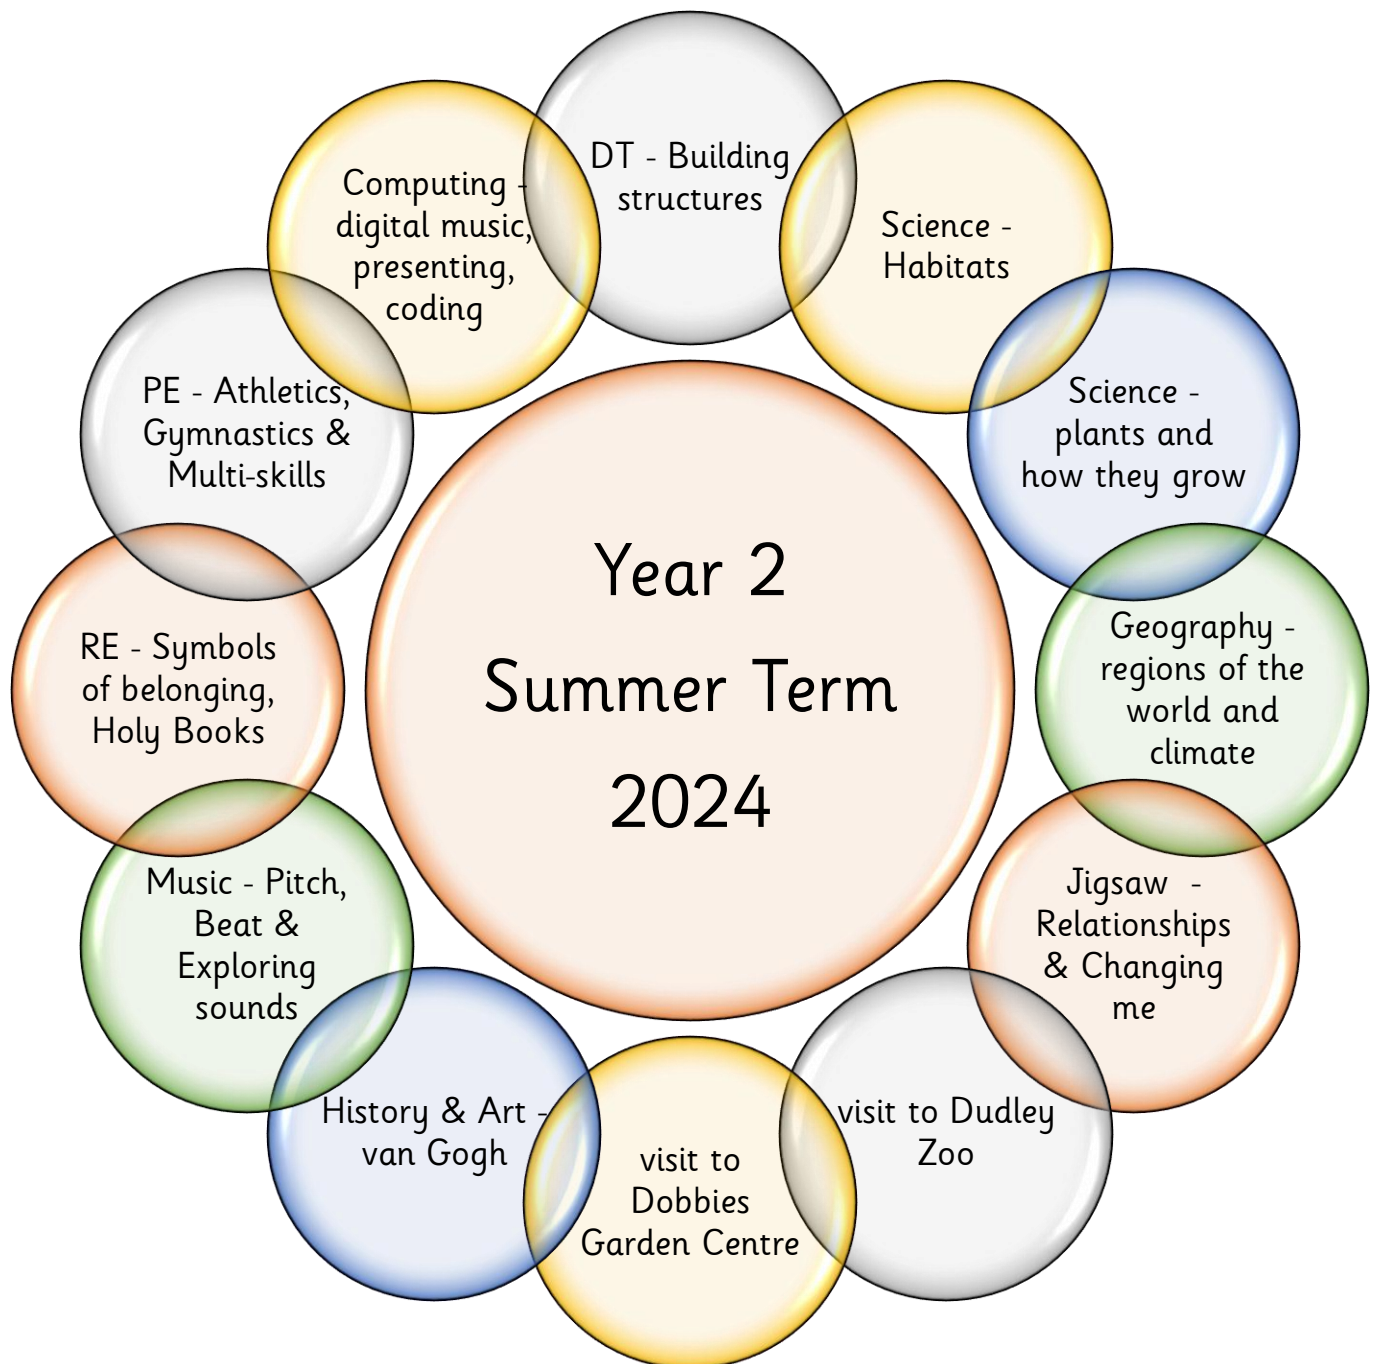 DT - Building
structures
Science -
Habitats
Science -
plants and
how they grow
Geography -
regions of the
world and
climate
Jigsaw  -
Relationships
& Changing
me
visit to Dudley
Zoo
visit to
Dobbies
Garden Centre
History & Art -
van Gogh
Music - Pitch,
Beat &
Exploring
sounds
RE - Symbols
of belonging,
Holy Books
PE - Athletics,
Gymnastics &
Multi-skills
Computing -
digital music,
presenting,
coding
Year 2
Summer Term
2024